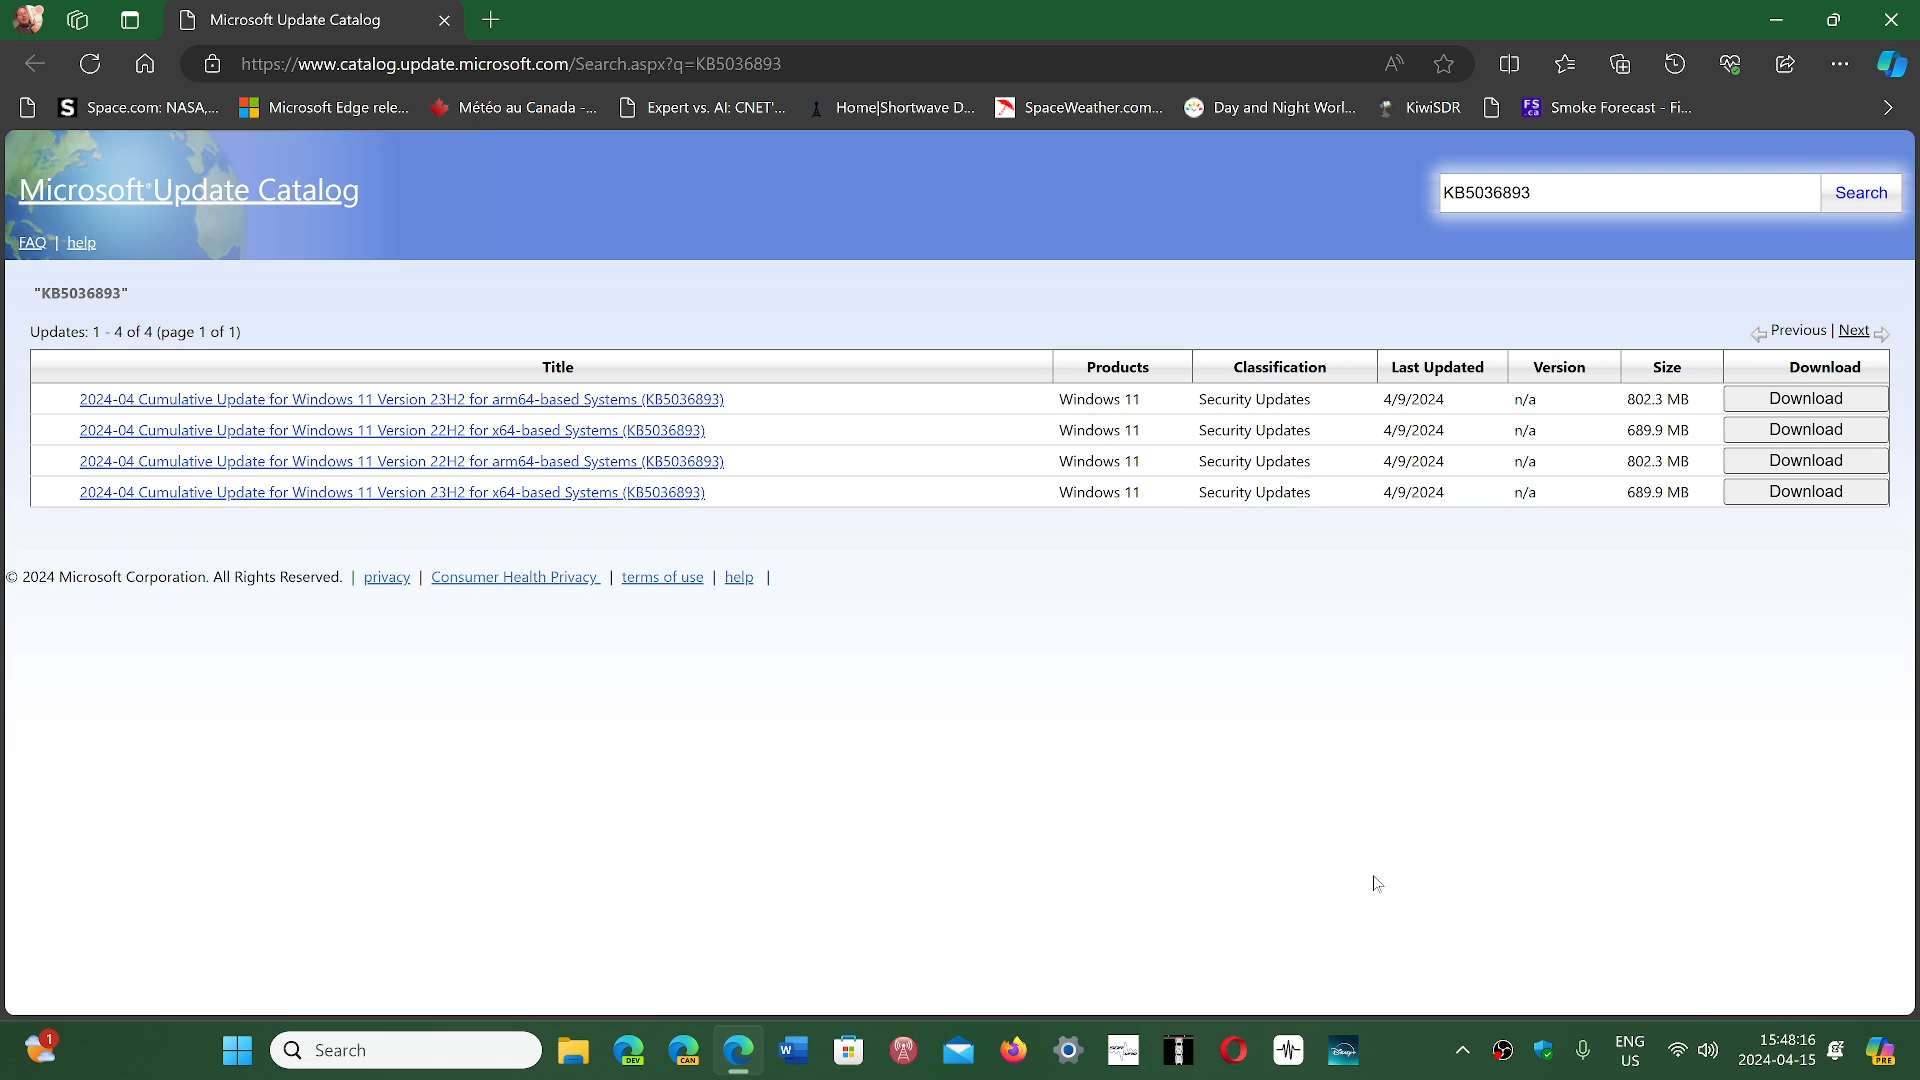 Microsoft Update Catalog
https://www.catalog.update.microsoft.com/Search.aspx?q=KB5036893
S Space.com: NASA,...
Microsoft Edge rele...
Météo au Canada -...
Expert vs. AI: CNET'...
Home|Shortwave D...
SpaceWeather.com...
Day and Night Worl...
KiwiSDR
FS.ca Smoke Forecast - Fi...
Microsoft® Update Catalog
KB5036893 Search
FAQ | help
"KB5036893"
Updates: 1 - 4 of 4 (page 1 of 1) Previous | Next
Title Products Classification Last Updated Version Size Download
2024-04 Cumulative Update for Windows 11 Version 23H2 for arm64-based Systems (KB5036893) Windows 11 Security Updates 4/9/2024 n/a 802.3 MB Download
2024-04 Cumulative Update for Windows 11 Version 22H2 for x64-based Systems (KB5036893) Windows 11 Security Updates 4/9/2024 n/a 689.9 MB Download
2024-04 Cumulative Update for Windows 11 Version 22H2 for arm64-based Systems (KB5036893) Windows 11 Security Updates 4/9/2024 n/a 802.3 MB Download
2024-04 Cumulative Update for Windows 11 Version 23H2 for x64-based Systems (KB5036893) Windows 11 Security Updates 4/9/2024 n/a 689.9 MB Download
© 2024 Microsoft Corporation. All Rights Reserved. | privacy | Consumer Health Privacy | terms of use | help |
1
Search
DEV
CAN
W
Disney+
ENG
US
15:48:16
2024-04-15
PRE